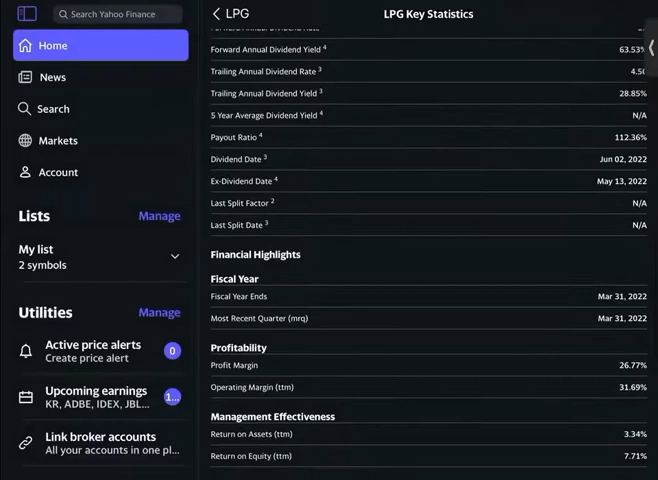 Search Yahoo Finance
Home
News
Search
Markets
Account
Lists
Manage
My list
2 symbols
Utilities
Manage
Active price alerts
Create price alert
0
Upcoming earnings
KR, ADBE, IDEX, JBL...
1...
Link broker accounts
All your accounts in one pl...
LPG
LPG Key Statistics
Forward Annual Dividend Yield 4 63.53%
Trailing Annual Dividend Rate 3 4.50
Trailing Annual Dividend Yield 3 28.85%
5 Year Average Dividend Yield 4 N/A
Payout Ratio 4 112.36%
Dividend Date 3 Jun 02, 2022
Ex-Dividend Date 4 May 13, 2022
Last Split Factor 2 N/A
Last Split Date 3 N/A
Financial Highlights
Fiscal Year
Fiscal Year Ends Mar 31, 2022
Most Recent Quarter (mrq) Mar 31, 2022
Profitability
Profit Margin 26.77%
Operating Margin (ttm) 31.69%
Management Effectiveness
Return on Assets (ttm) 3.34%
Return on Equity (ttm) 7.71%